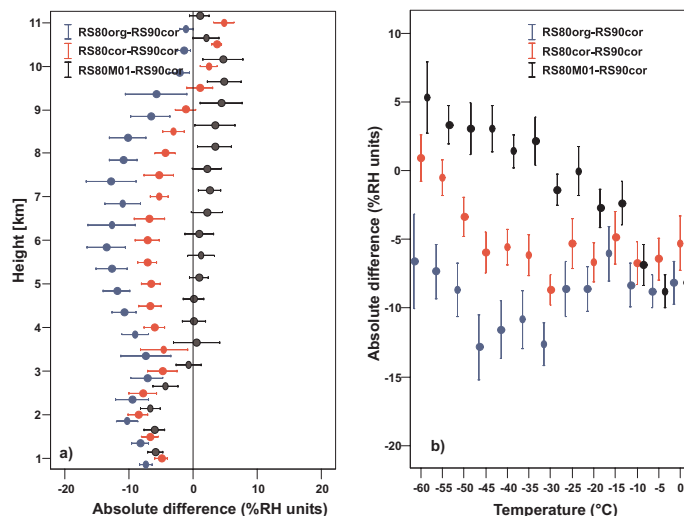 11
10
9
8
7
6
5
4
3
2
1
Height [km]
RS80org-RS90cor
RS80cor-RS90cor
RS80M01-RS90cor
a)
20
-10
0
10
20
Absolute difference (%RH units)
10
5
0
-5
-10
-15
-20
Absolute difference (%RH units)
RS80org-RS90cor
RS80cor-RS90cor
RS80M01-RS90cor
b)
-60 -55 -50 -45 -40 -35 -30 -25 -20 -15 -10 -5 0
Temperature (°C)